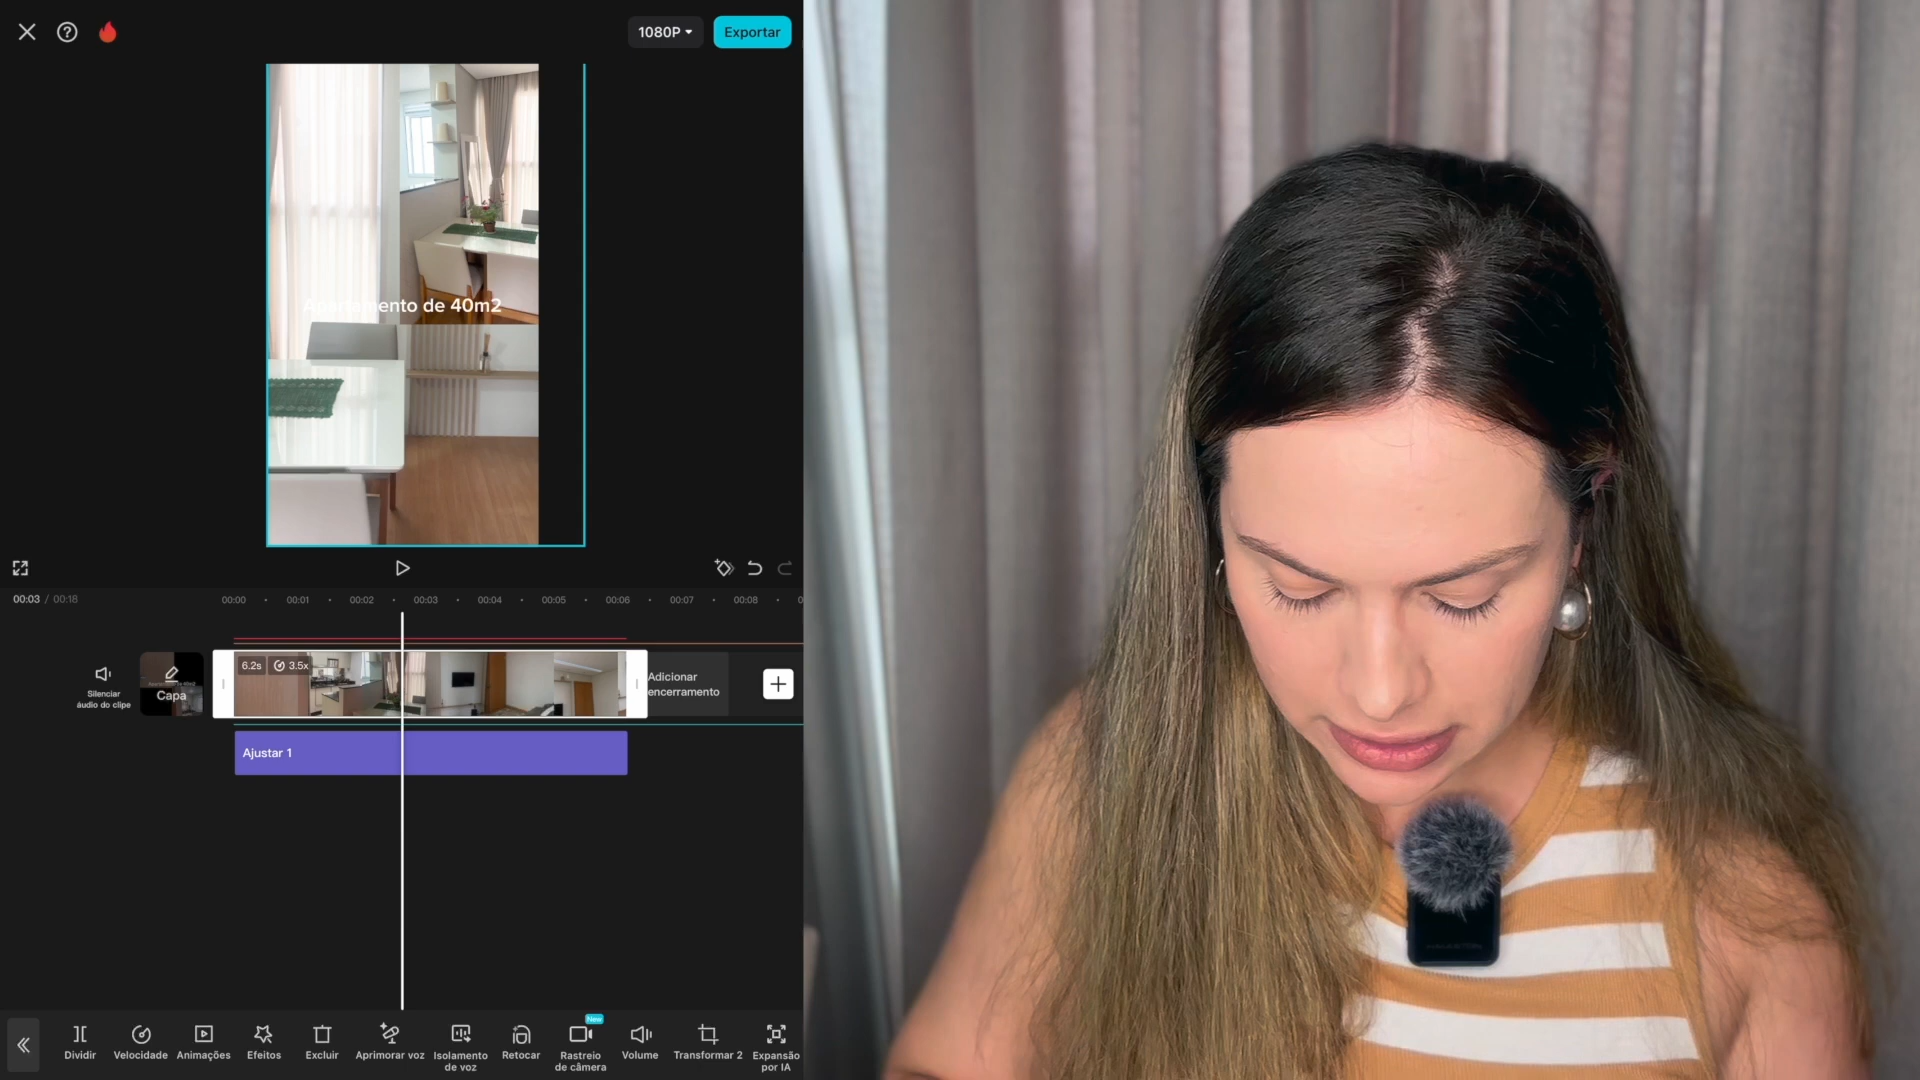 1080P
Exportar
Apartamento de 40m2
00:03 / 00:18
00:00
00:01
00:02
00:03
00:04
00:05
00:06
00:07
00:08
Silenciar
áudio do clipe
Capa
6.2s
3.5x
Adicionar
encerramento
Ajustar 1
New
Dividir
Velocidade
Animações
Efeitos
Excluir
Aprimorar voz
Isolamento
de voz
Retocar
Rastreio
de câmera
Volume
Transformar 2
Expansão
por IA